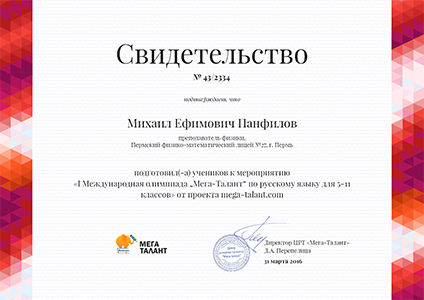 Свидетельство
№ 43/2334
подтверждает, что
Михаил Ефимович Панфилов
преподаватель физики,
Пермский физико-математический лицей №27, г. Пермь
подготовил(-а) учеников к мероприятию
«I Международная олимпиада „Мега-Талант“ по русскому языку для 5-11
классов» от проекта mega-talant.com
МЕГА
ТАЛАНТ
Директор ЦРТ «Мега-Талант»
Д.А. Перепелица
31 марта 2016